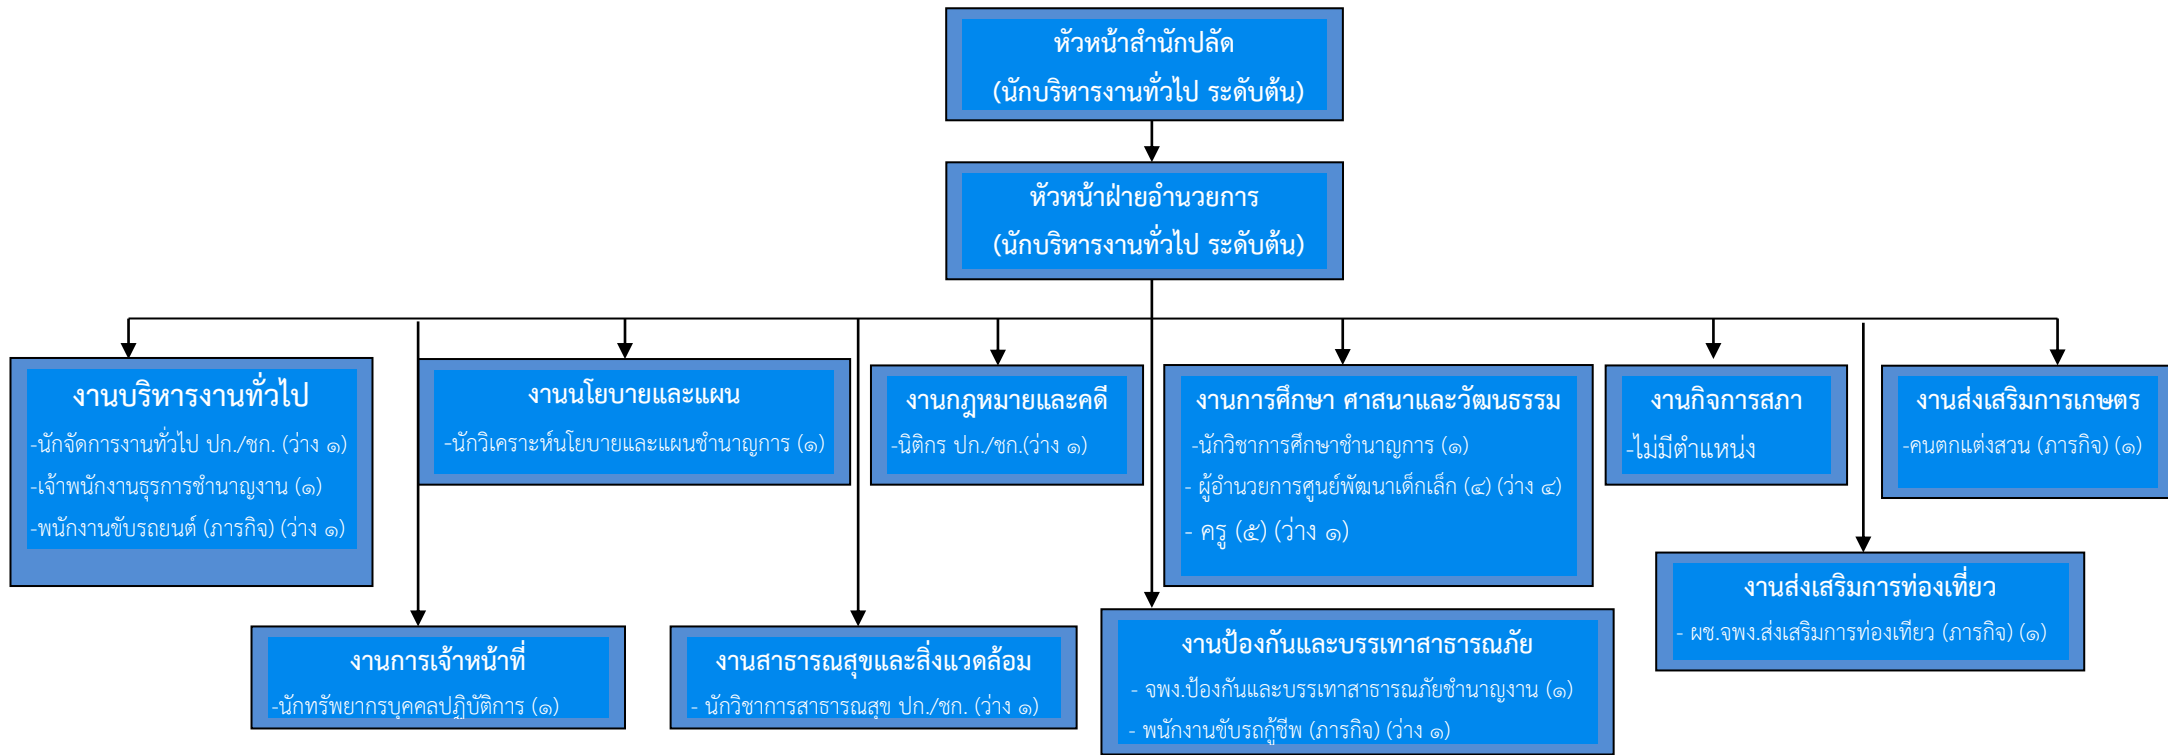 หัวหน้าสำนักปลัด
(นักบริหารงานทั่วไป ระดับต้น)
หัวหน้าฝ่ายอำนวยการ
(นักบริหารงานทั่วไป ระดับต้น)
งานบริหารงานทั่วไป
-นักจัดการงานทั่วไป ปก./ชก. (ว่าง ๑)
-เจ้าพนักงานธุรการชำนาญงาน (๑)
-พนักงานขับรถยนต์ (ภารกิจ) (ว่าง ๑)
งานนโยบายและแผน
-นักวิเคราะห์นโยบายและแผนชำนาญการ (๑)
งานกฎหมายและคดี
-นิติกร ปก./ชก.(ว่าง ๑)
งานการศึกษา ศาสนาและวัฒนธรรม
-นักวิชาการศึกษาชำนาญการ (๑)
- ผู้อำนวยการศูนย์พัฒนาเด็กเล็ก (๔) (ว่าง ๔)
- ครู (๕) (ว่าง ๑)
งานกิจการสภา
-ไม่มีตำแหน่ง
งานส่งเสริมการเกษตร
-คนตกแต่งสวน (ภารกิจ) (๑)
งานการเจ้าหน้าที่
-นักทรัพยากรบุคคลปฏิบัติการ (๑)
งานสาธารณสุขและสิ่งแวดล้อม
- นักวิชาการสาธารณสุข ปก./ชก. (ว่าง ๑)
งานป้องกันและบรรเทาสาธารณภัย
- จพง.ป้องกันและบรรเทาสาธารณภัยชำนาญงาน (๑)
- พนักงานขับรถกู้ชีพ (ภารกิจ) (ว่าง ๑)
งานส่งเสริมการท่องเที่ยว
- ผช.จพง.ส่งเสริมการท่องเทียว (ภารกิจ) (๑)